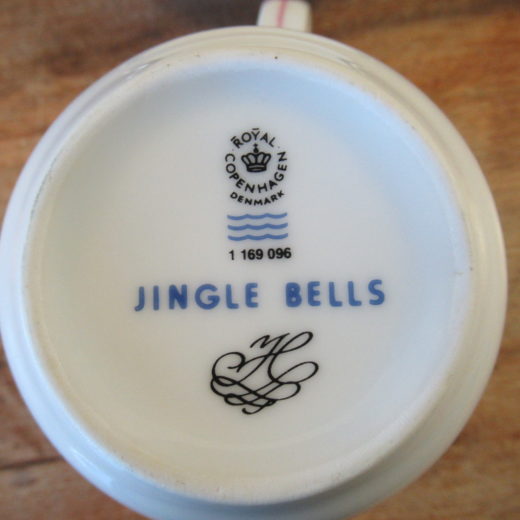 ROYAL
COPENHAGEN
DENMARK
1 169 096
JINGLE BELLS
H